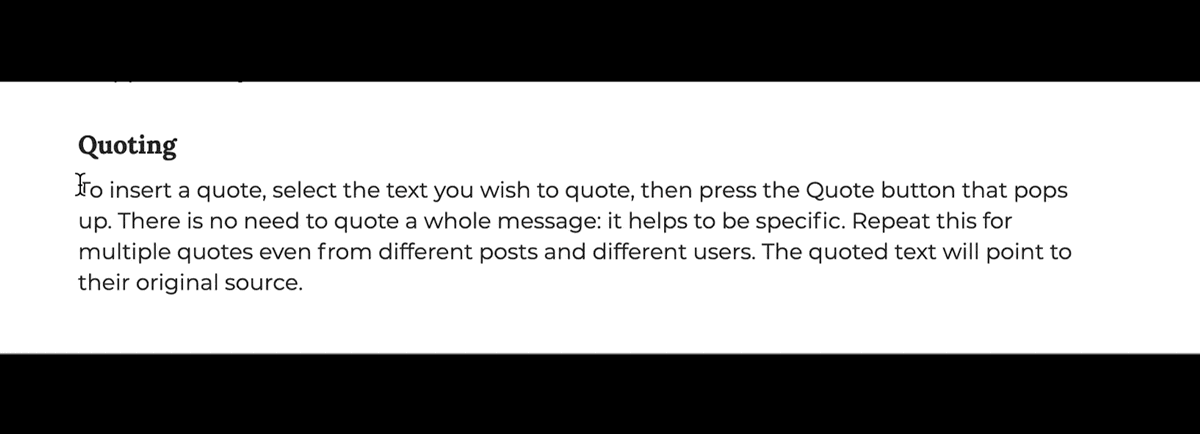 Quoting
To insert a quote, select the text you wish to quote, then press the Quote button that pops
up. There is no need to quote a whole message: it helps to be specific. Repeat this for
multiple quotes even from different posts and different users. The quoted text will point to
their original source.